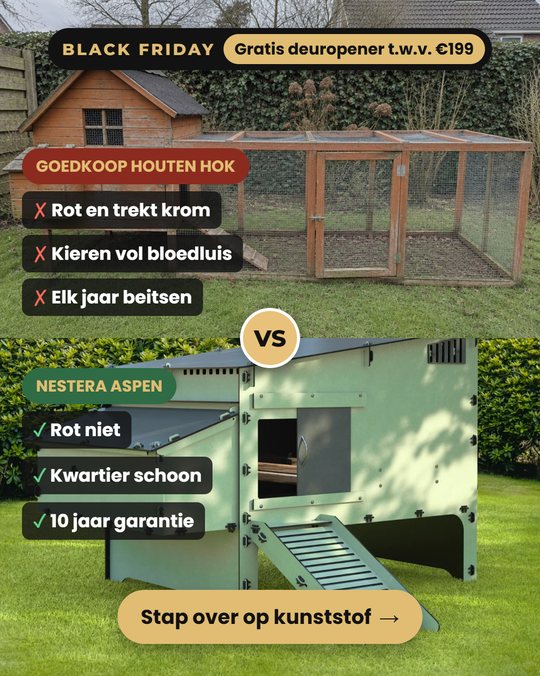 BLACK FRIDAY Gratis deuropener t.w.v. €199
GOEDKOOP HOUTEN HOK
✗ Rot en trekt krom
✗ Kieren vol bloedluis
✗ Elk jaar beitsen
VS
NESTERA ASPEN
✓ Rot niet
✓ Kwartier schoon
✓ 10 jaar garantie
Stap over op kunststof →